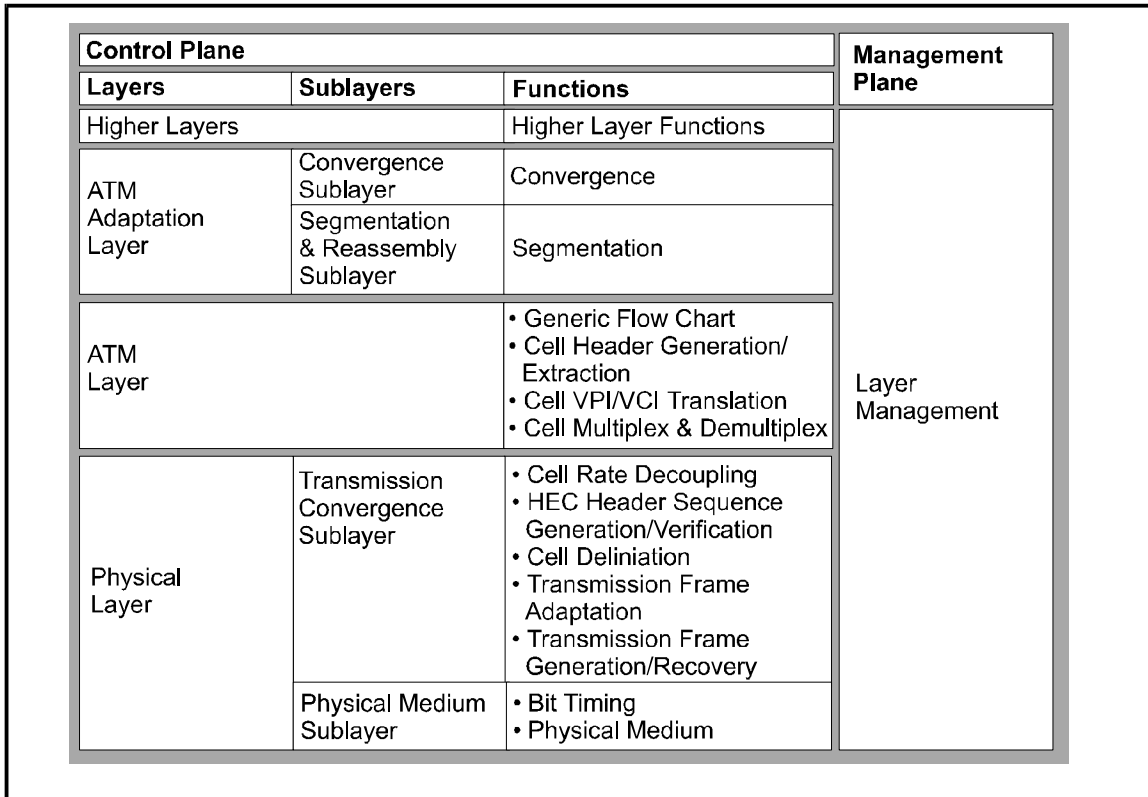 Control Plane
Management
Plane
Layers Sublayers Functions
Higher Layers Higher Layer Functions
ATM
Adaptation
Layer
Convergence
Sublayer
Convergence
Segmentation
& Reassembly
Sublayer
Segmentation
ATM
Layer
• Generic Flow Chart
• Cell Header Generation/
Extraction
• Cell VPI/VCI Translation
• Cell Multiplex & Demultiplex
Layer
Management
Physical
Layer
Transmission
Convergence
Sublayer
• Cell Rate Decoupling
• HEC Header Sequence
Generation/Verification
• Cell Deliniation
• Transmission Frame
Adaptation
• Transmission Frame
Generation/Recovery
Physical Medium
Sublayer
• Bit Timing
• Physical Medium